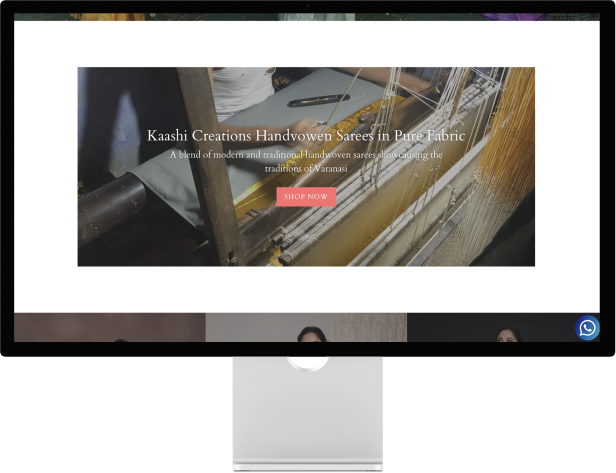 Kaashi Creations Handvowen Sarees in Pure Fabric
A blend of modern and traditional handwoven sarees showcausing the
traditions of Varanasi
SHOP NOW